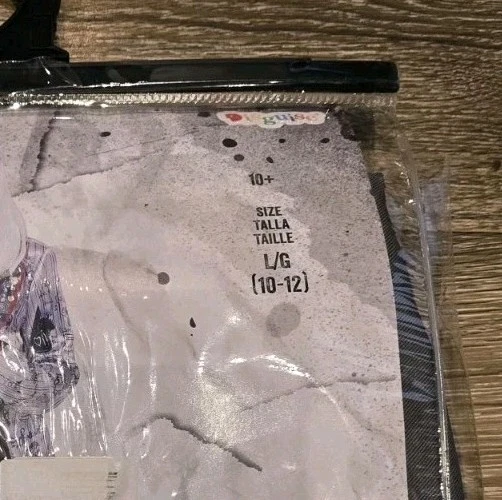 Disguise
10+
SIZE
TALLA
TAILLE
L/G
(10-12)